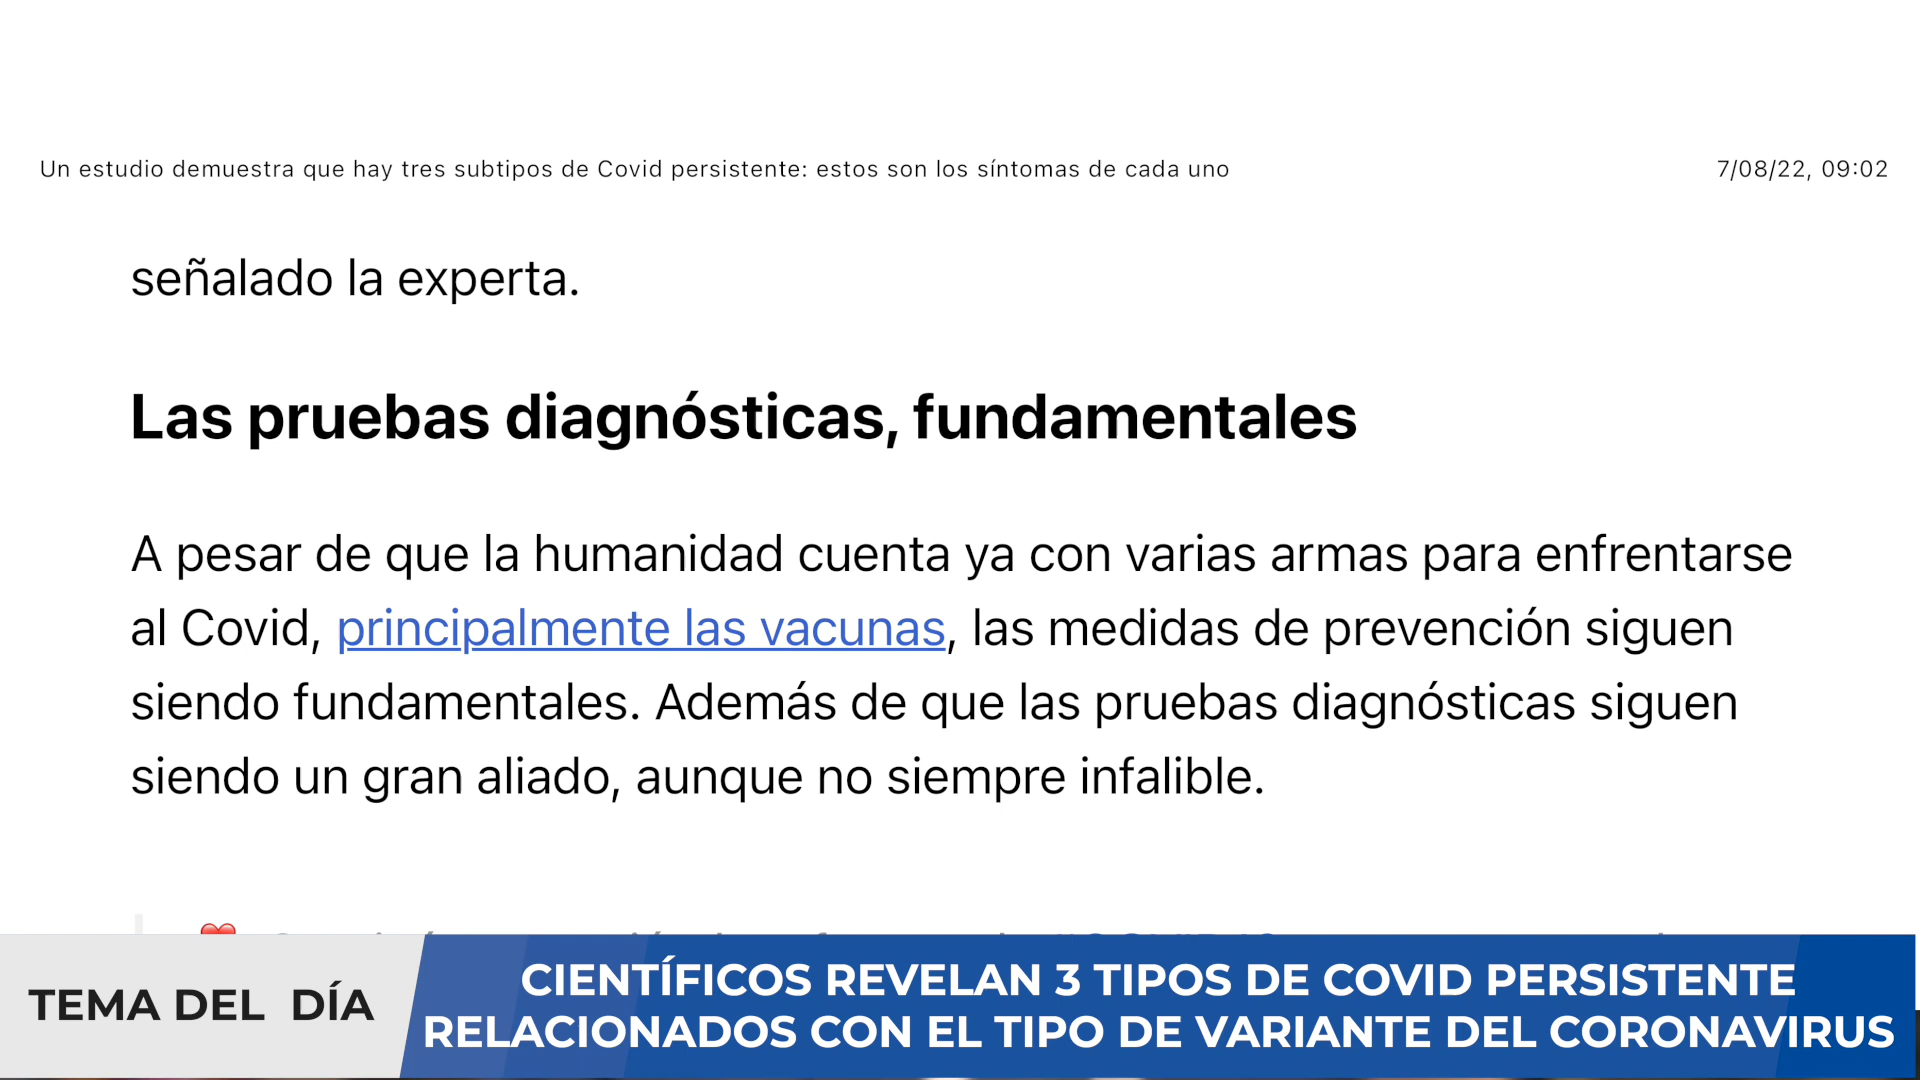 Un estudio demuestra que hay tres subtipos de Covid persistente: estos son los síntomas de cada uno 7/08/22, 09:02
señalado la experta.
Las pruebas diagnósticas, fundamentales
A pesar de que la humanidad cuenta ya con varias armas para enfrentarse
al Covid, principalmente las vacunas, las medidas de prevención siguen
siendo fundamentales. Además de que las pruebas diagnósticas siguen
siendo un gran aliado, aunque no siempre infalible.
TEMA DEL DÍA
CIENTÍFICOS REVELAN 3 TIPOS DE COVID PERSISTENTE
RELACIONADOS CON EL TIPO DE VARIANTE DEL CORONAVIRUS